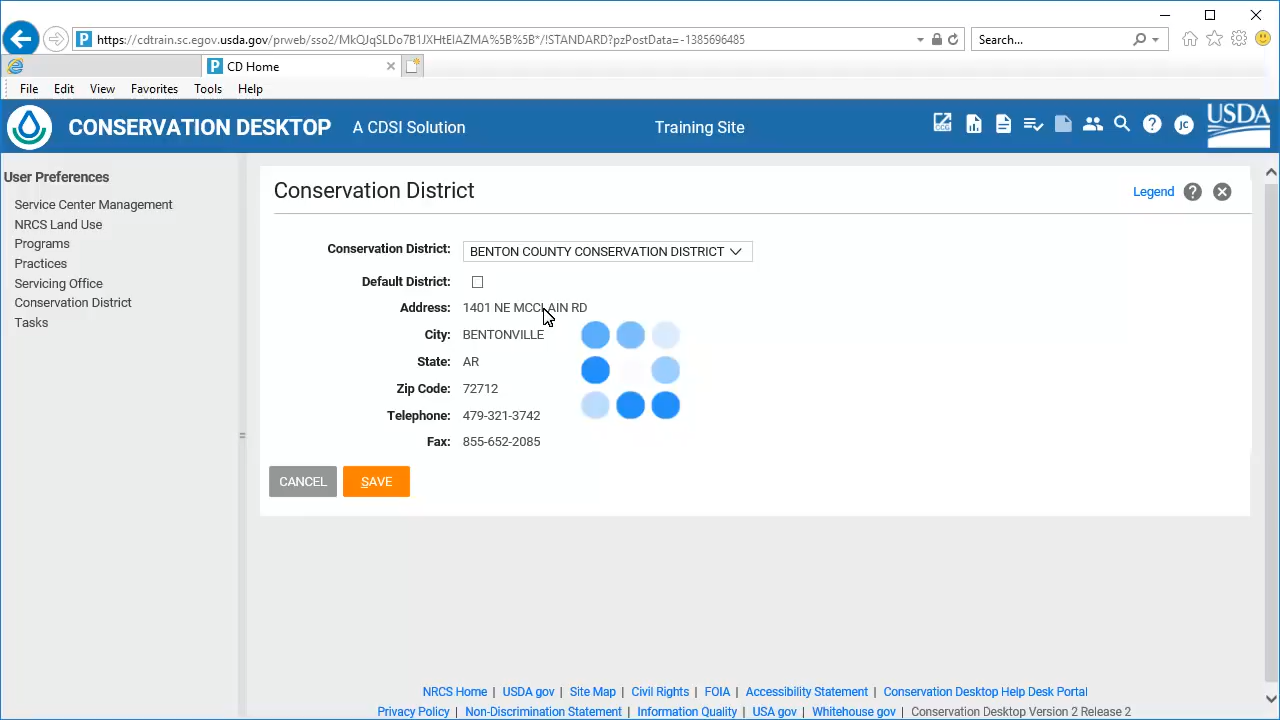 https://cdtrain.sc.egov.usda.gov/prweb/sso2/MkQJqSLDo7B1JXHtEIAZMA%5B%5B*/!STANDARD?pzPostData=-1385696485
Search...
CD Home
File Edit View Favorites Tools Help
CONSERVATION DESKTOP A CDSI Solution Training Site JC USDA
User Preferences
Service Center Management
NRCS Land Use
Programs
Practices
Servicing Office
Conservation District
Tasks
Conservation District
Legend
Conservation District: BENTON COUNTY CONSERVATION DISTRICT
Default District:
Address: 1401 NE MCCLAIN RD
City: BENTONVILLE
State: AR
Zip Code: 72712
Telephone: 479-321-3742
Fax: 855-652-2085
CANCEL SAVE
NRCS Home | USDA gov | Site Map | Civil Rights | FOIA | Accessibility Statement | Conservation Desktop Help Desk Portal
Privacy Policy | Non-Discrimination Statement | Information Quality | USA gov | Whitehouse gov | Conservation Desktop Version 2 Release 2